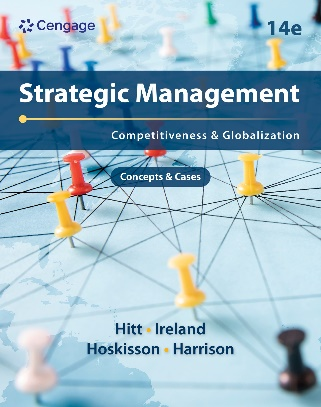 Cengage
14e
Strategic Management
Competitiveness & Globalization
Concepts & Cases
Hitt • Ireland
Hoskisson • Harrison